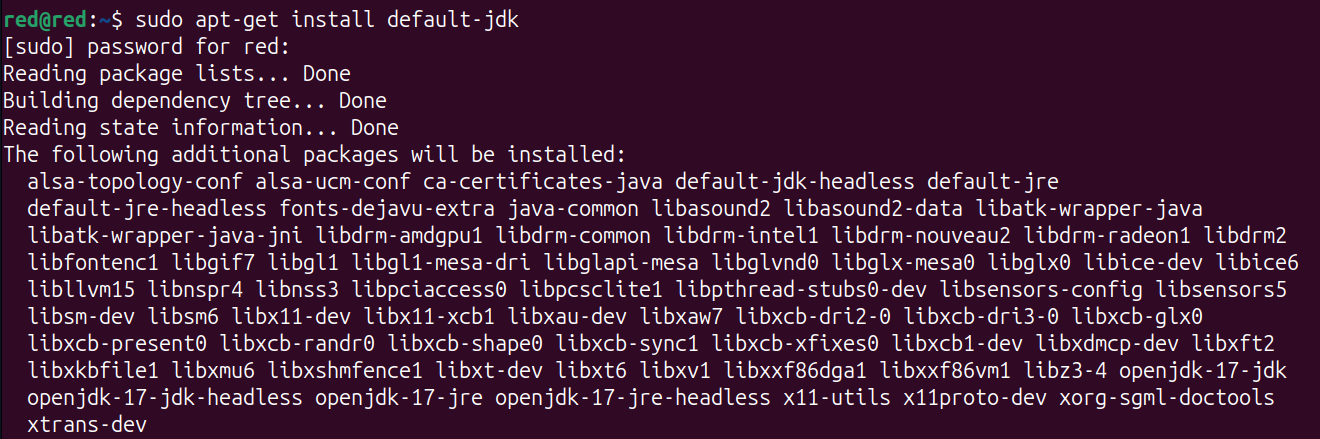 red@red:~$ sudo apt-get install default-jdk
[sudo] password for red:
Reading package lists... Done
Building dependency tree... Done
Reading state information... Done
The following additional packages will be installed:
  alsa-topology-conf alsa-ucm-conf ca-certificates-java default-jdk-headless default-jre
  default-jre-headless fonts-dejavu-extra java-common libasound2 libasound2-data libatk-wrapper-java
  libatk-wrapper-java-jni libdrm-amdgpu1 libdrm-common libdrm-intel1 libdrm-nouveau2 libdrm-radeon1 libdrm2
  libfontenc1 libgif7 libgl1 libgl1-mesa-dri libglapi-mesa libglvnd0 libglx-mesa0 libglx0 libice-dev libice6
  libllvm15 libnspr4 libnss3 libpciaccess0 libpcsclite1 libpthread-stubs0-dev libsensors-config libsensors5
  libsm-dev libsm6 libx11-dev libx11-xcb1 libxau-dev libxaw7 libxcb-dri2-0 libxcb-dri3-0 libxcb-glx0
  libxcb-present0 libxcb-randr0 libxcb-shape0 libxcb-sync1 libxcb-xfixes0 libxcb1-dev libxdmcp-dev libxft2
  libxkbfile1 libxmu6 libxshmfence1 libxt-dev libxt6 libxv1 libxxf86dga1 libxxf86vm1 libz3-4 openjdk-17-jdk
  openjdk-17-jdk-headless openjdk-17-jre openjdk-17-jre-headless x11-utils x11proto-dev xorg-sgml-doctools
  xtrans-dev